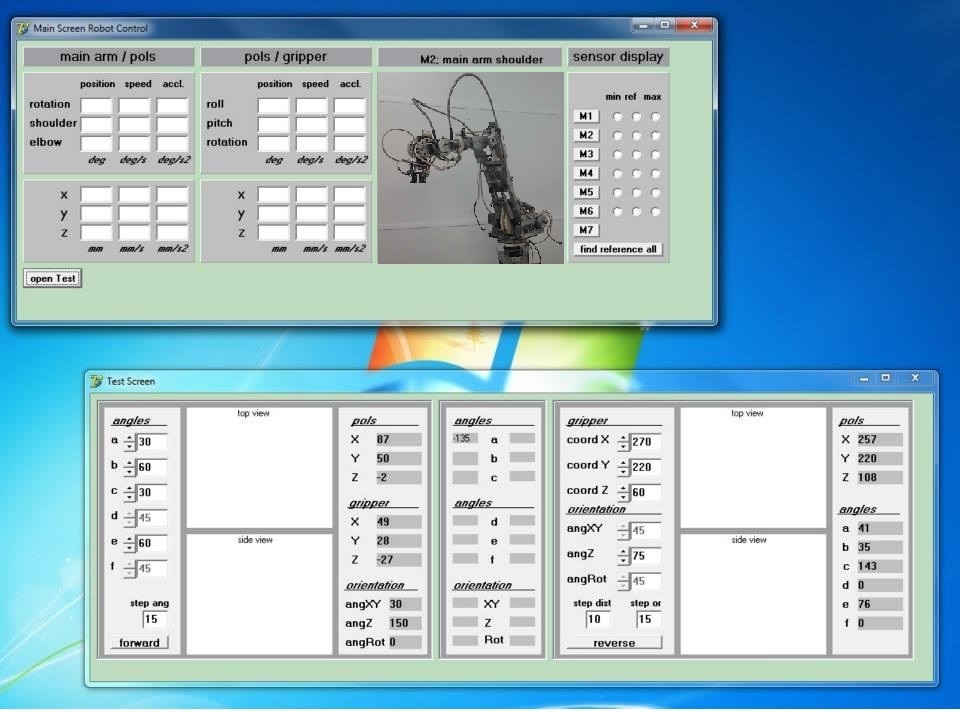 Main Screen Robot Control
main arm / pols
pols / gripper
M2; main arm shoulder
sensor display
position speed accl.
rotation
shoulder
elbow
deg deg/s deg/s2
x
y
z
mm mm/s mm/s2
position speed accl.
roll
pitch
rotation
deg deg/s deg/s2
x
y
z
mm mm/s mm/s2
min ref max
M1
M2
M3
M4
M5
M6
M7
find reference all
open Test
Test Screen
angles
a 30
b 60
c 30
d 45
e 60
f 45
step ang
15
forward
top view
side view
pols
X 87
Y 50
Z -2
gripper
X 49
Y 28
Z -27
orientation
angXY 30
angZ 150
angRot 0
angles
-135 a
b
c
angles
d
e
f
orientation
XY
Z
Rot
gripper
coord X 270
coord Y 220
coord Z 60
orientation
angXY 45
angZ 75
angRot 45
step dist step or
10 15
reverse
top view
side view
pols
X 257
Y 220
Z 108
angles
a 41
b 35
c 143
d 0
e 76
f 0